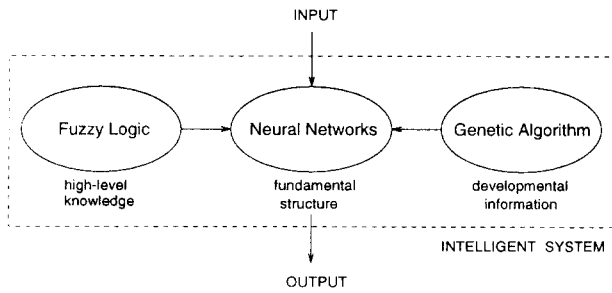 INPUT
Fuzzy Logic
Neural Networks
Genetic Algorithm
high-level
knowledge
fundamental
structure
developmental
information
INTELLIGENT SYSTEM
OUTPUT